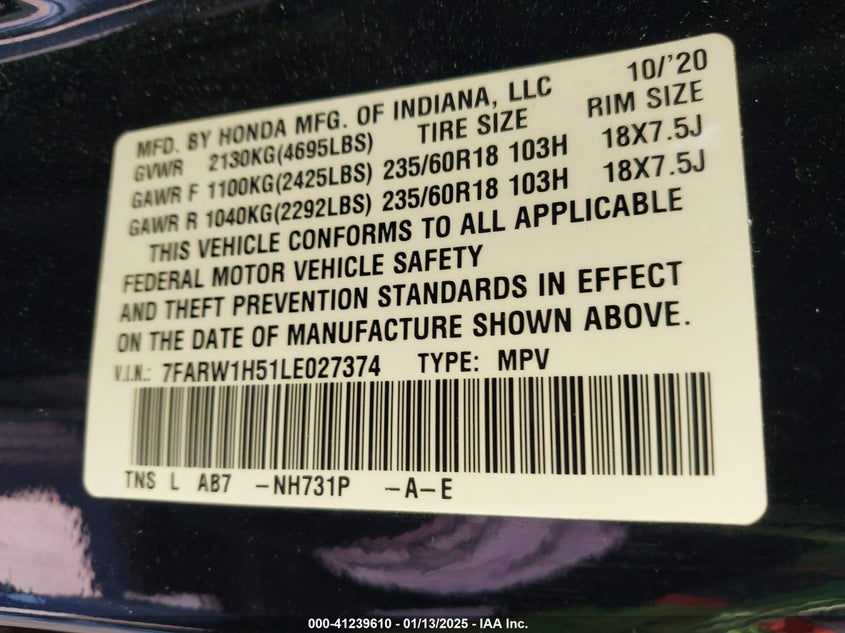 MFD. BY HONDA MFG. OF INDIANA, LLC 10/'20
GVWR 2130KG(4695LBS) TIRE SIZE RIM SIZE
GAWR F 1100KG(2425LBS) 235/60R18 103H 18X7.5J
GAWR R 1040KG(2292LBS) 235/60R18 103H 18X7.5J
THIS VEHICLE CONFORMS TO ALL APPLICABLE
FEDERAL MOTOR VEHICLE SAFETY
AND THEFT PREVENTION STANDARDS IN EFFECT
ON THE DATE OF MANUFACTURE SHOWN ABOVE.
V.I.N.: 7FARW1H51LE027374 TYPE: MPV
TNS L AB7 -NH731P -A-E
000-41239610 - 01/13/2025 - IAA Inc.